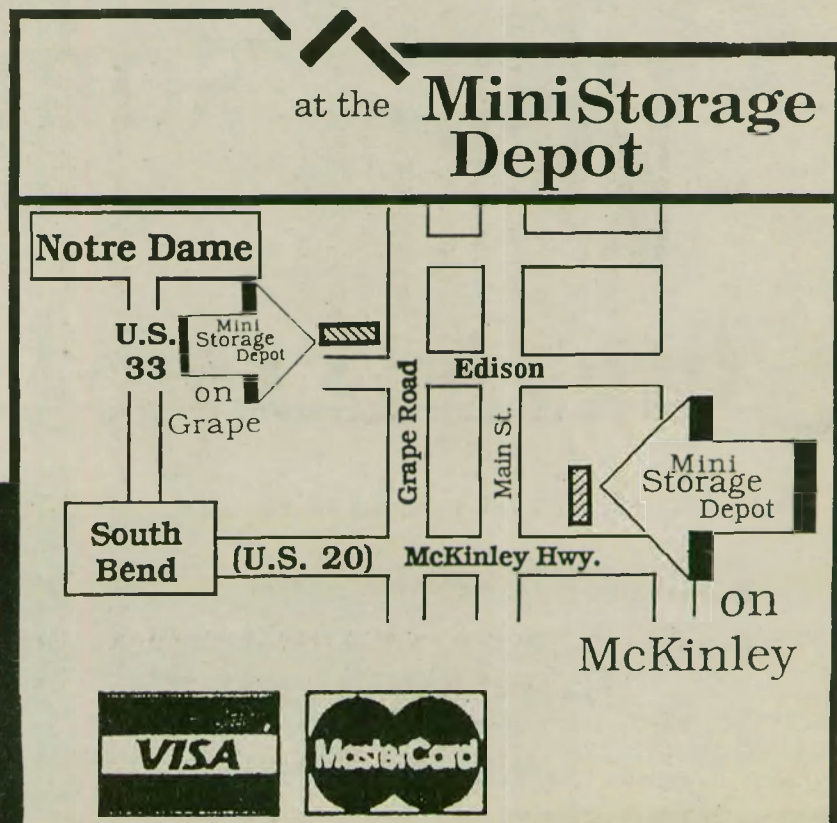 at the MiniStorage
Depot
Notre Dame
U.S.
33
Mini
Storage
Depot
on
Grape
Edison
Grape Road
Main St.
Mini
Storage
Depot
South
Bend
(U.S. 20)
McKinley Hwy.
on
McKinley
VISA
MasterCard